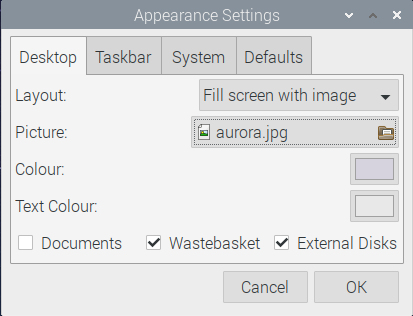 Appearance Settings
Desktop Taskbar System Defaults
Layout: Fill screen with image
Picture: aurora.jpg
Colour:
Text Colour:
Documents Wastebasket External Disks
Cancel OK